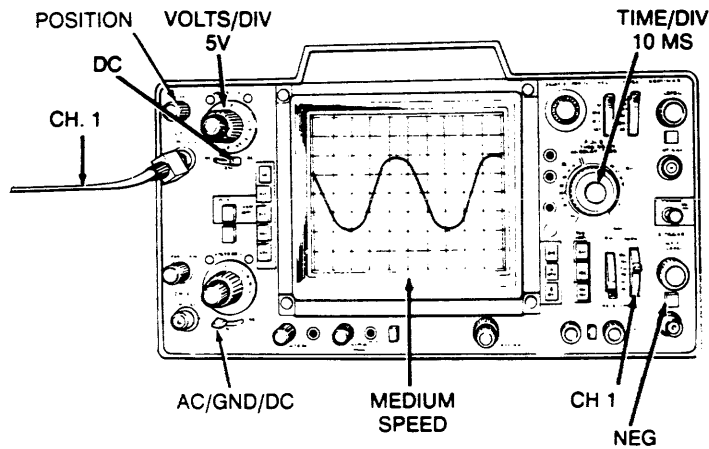 POSITION
VOLTS/DIV
5V
TIME/DIV
10 MS
DC
CH. 1
AC/GND/DC
MEDIUM
SPEED
CH 1
NEG